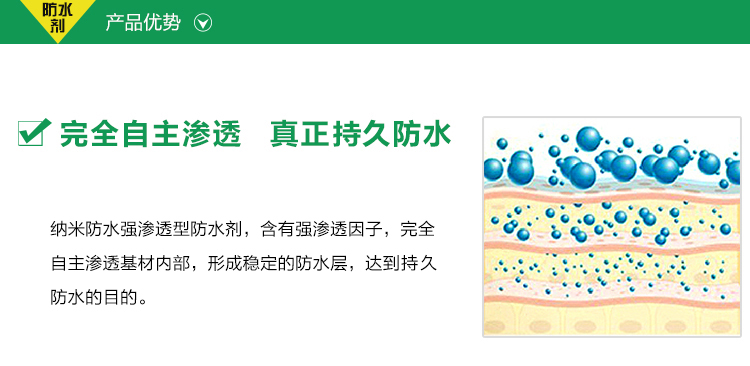 防水
剂
产品优势
完全自主渗透 真正持久防水
纳米防水强渗透型防水剂，含有强渗透因子，完全
自主渗透基材内部，形成稳定的防水层，达到持久
防水的目的。